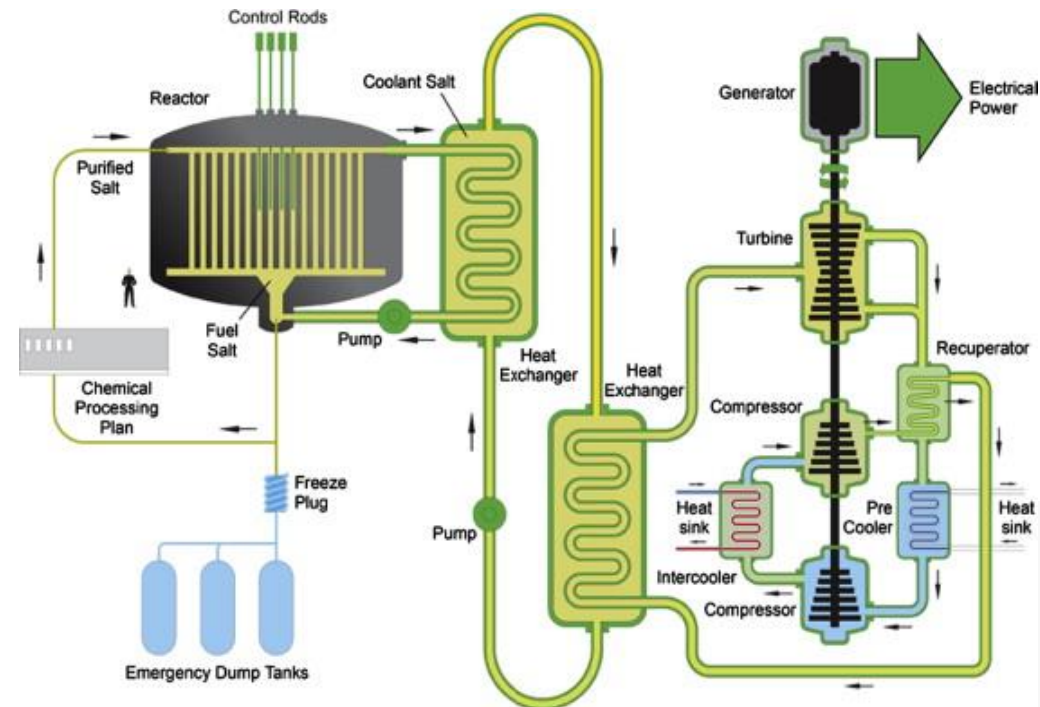 Control Rods
Reactor
Coolant Salt
Generator
Electrical
Power
Purified
Salt
Turbine
Fuel
Salt
Pump
Heat
Exchanger
Heat
Exchanger
Recuperator
Chemical
Processing
Plan
Compressor
Freeze
Plug
Pump
Heat
sink
Pre
Cooler
Heat
sink
Intercooler
Compressor
Emergency Dump Tanks